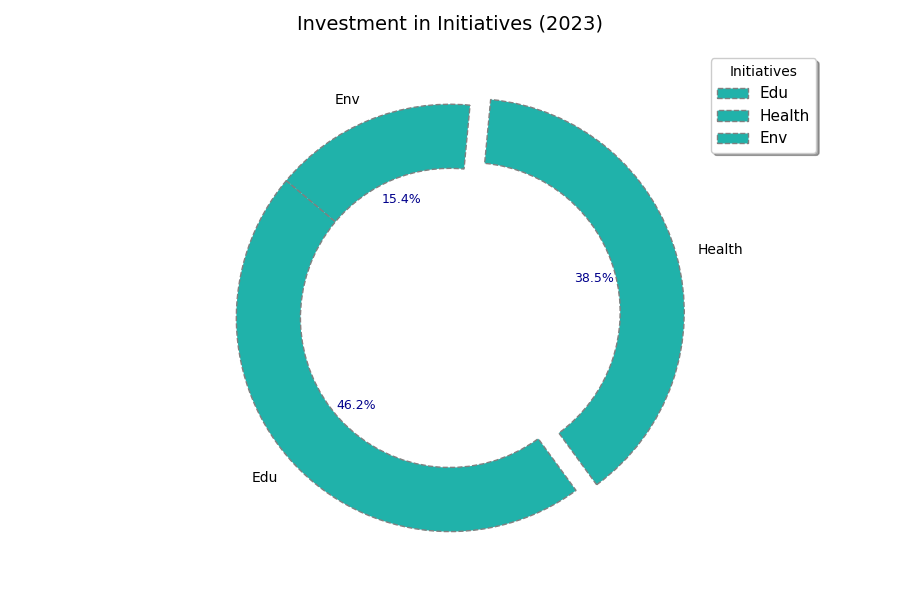 Investment in Initiatives (2023)
Initiatives
Edu
Health
Env
Env
15.4%
Health
38.5%
46.2%
Edu